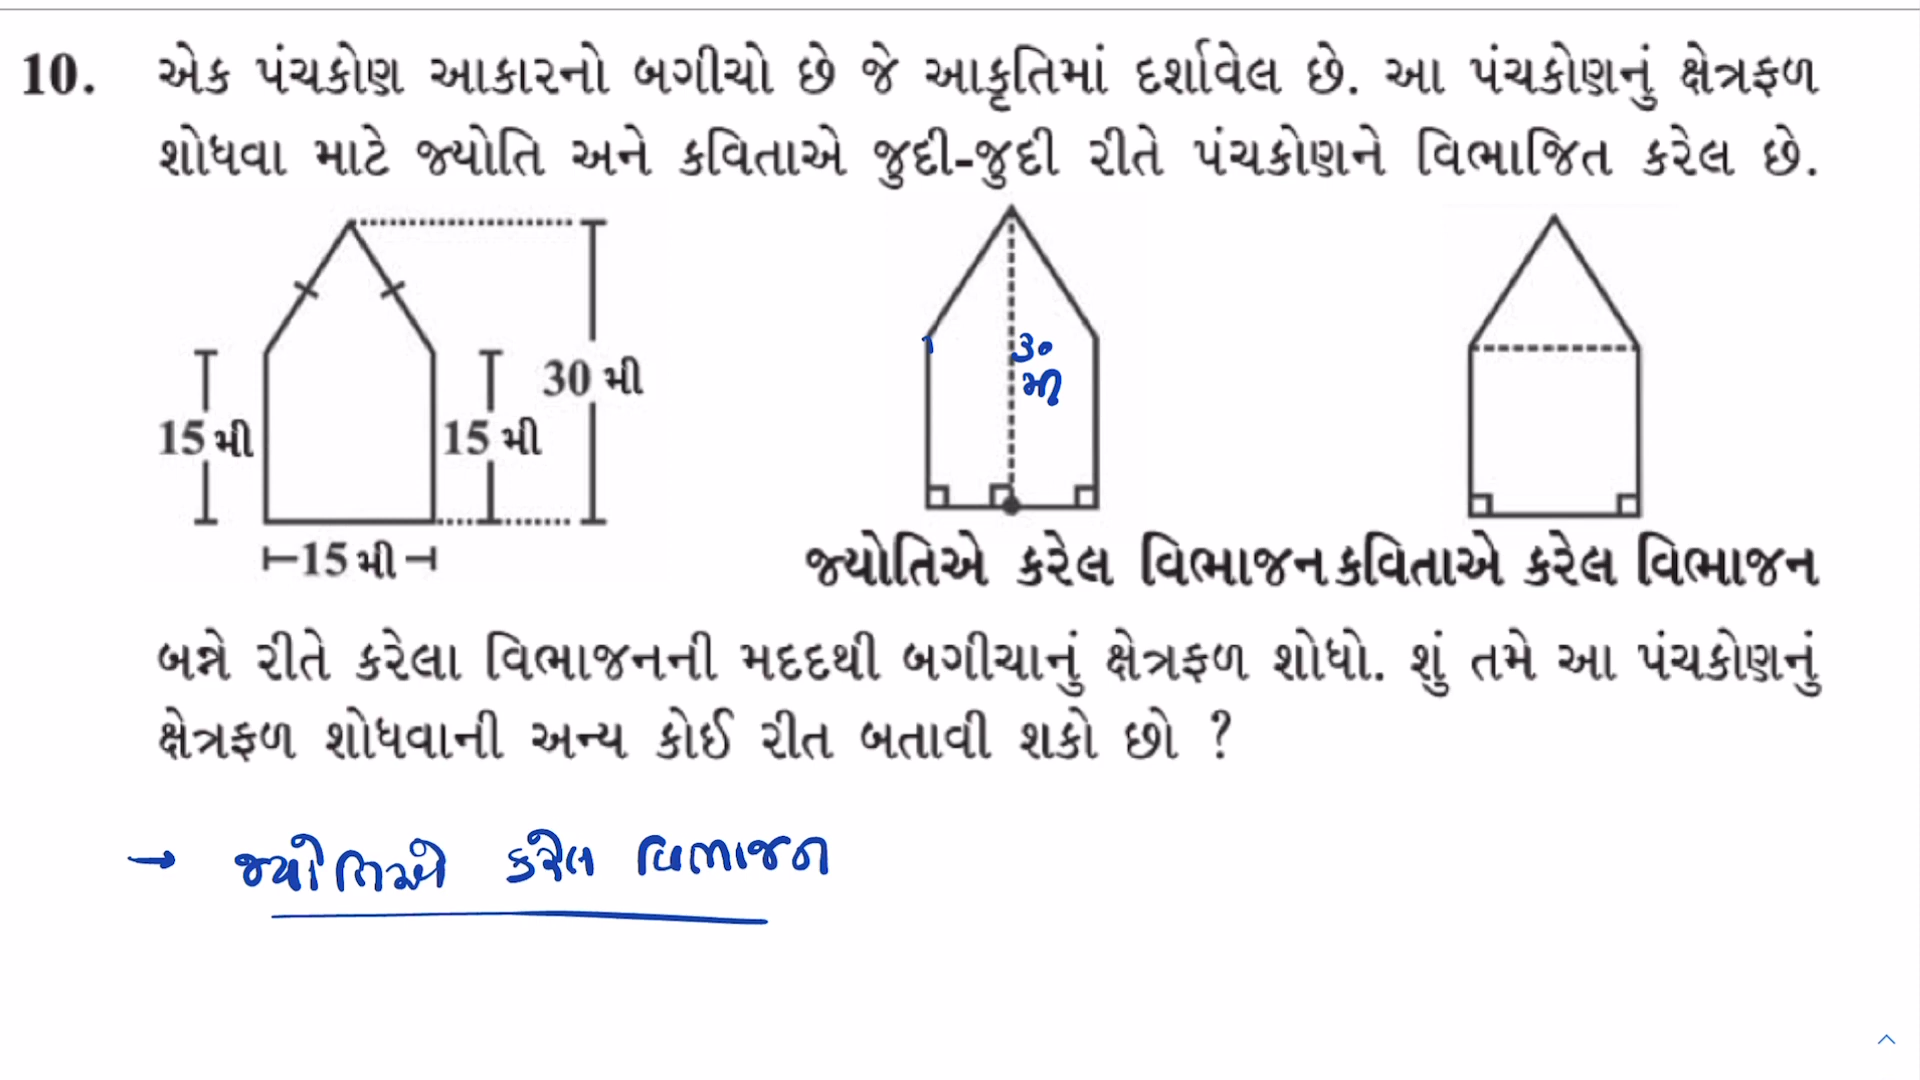 10. એક પંચકોણ આકારનો બગીચો છે જે આકૃતિમાં દર્શાવેલ છે. આ પંચકોણનું ક્ષેત્રફળ
શોધવા માટે જ્યોતિ અને કવિતાએ જુદી-જુદી રીતે પંચકોણને વિભાજિત કરેલ છે.
30 મી
15 મી
15 મી
15 મી
30
મી
જ્યોતિએ કરેલ વિભાજન
કવિતાએ કરેલ વિભાજન
બન્ને રીતે કરેલા વિભાજનની મદદથી બગીચાનું ક્ષેત્રફળ શોધો. શું તમે આ પંચકોણનું
ક્ષેત્રફળ શોધવાની અન્ય કોઈ રીત બતાવી શકો છો ?
→ જ્યોતિએ કરેલ વિભાજન